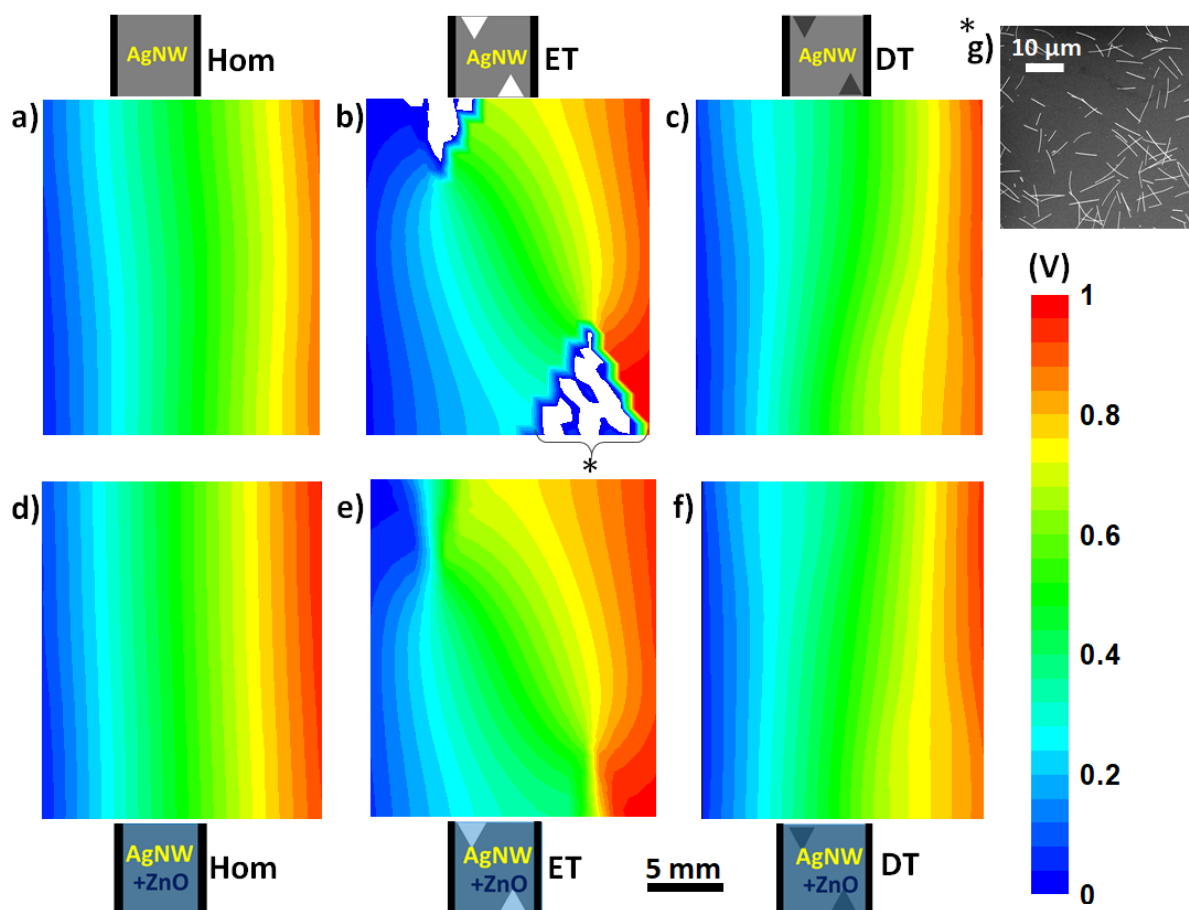 AgNW Hom
AgNW ET
AgNW DT
*
g)
10 µm
a)
b)
c)
(V)
1
0.8
0.6
0.4
0.2
0
*
d)
e)
f)
AgNW
+ZnO
Hom
AgNW
+ZnO
ET
5 mm
AgNW
+ZnO
DT